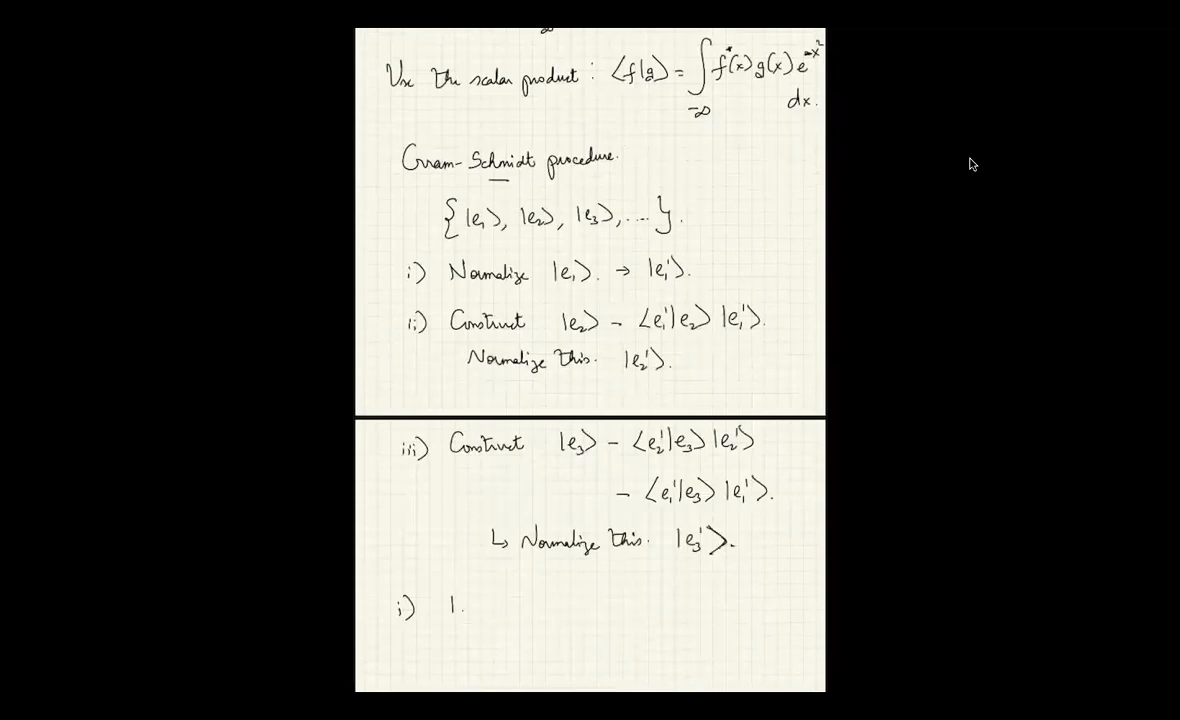 ∞
Use the scalar product : ⟨f|g⟩ = ∫_{-∞} f*(x) g(x) e^{-x²}
dx.
Gram-Schmidt procedure.
{ |e₁⟩, |e₂⟩, |e₃⟩, .... }.
i) Normalize |e₁⟩. → |e₁'⟩.
ii) Construct |e₂⟩ - ⟨e₁'|e₂⟩ |e₁'⟩.
Normalize this. |e₂'⟩.
iii) Construct |e₃⟩ - ⟨e₂'|e₃⟩ |e₂'⟩
- ⟨e₁'|e₃⟩ |e₁'⟩.
↳ Normalize this. |e₃'⟩.
i) 1.